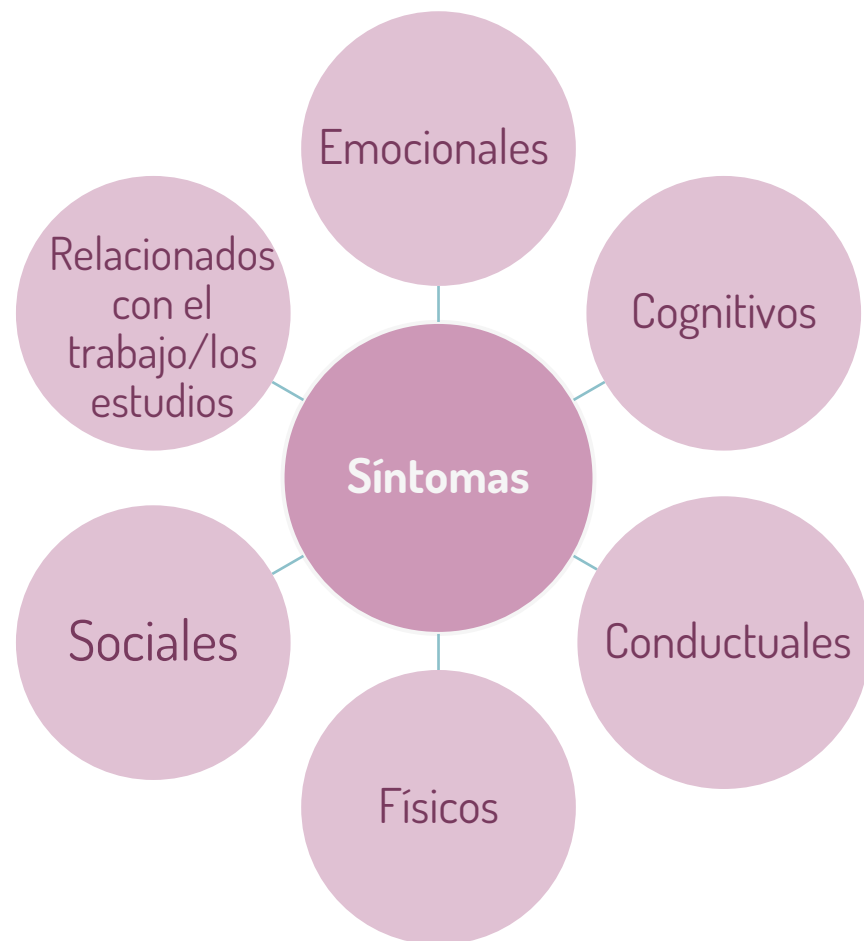 Emocionales
Cognitivos
Conductuales
Físicos
Sociales
Relacionados
con el
trabajo/los
estudios
Síntomas